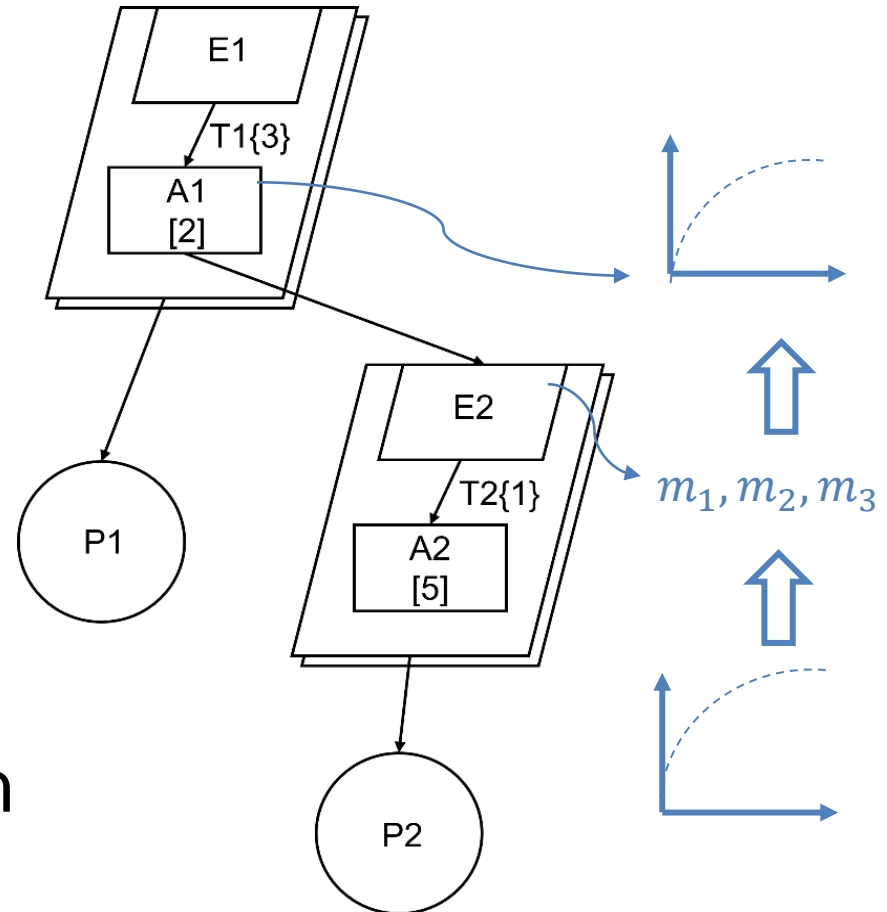 E1
T1{3}
A1
[2]
E2
T2{1}
A2
[5]
P1
P2
m₁, m₂, m₃